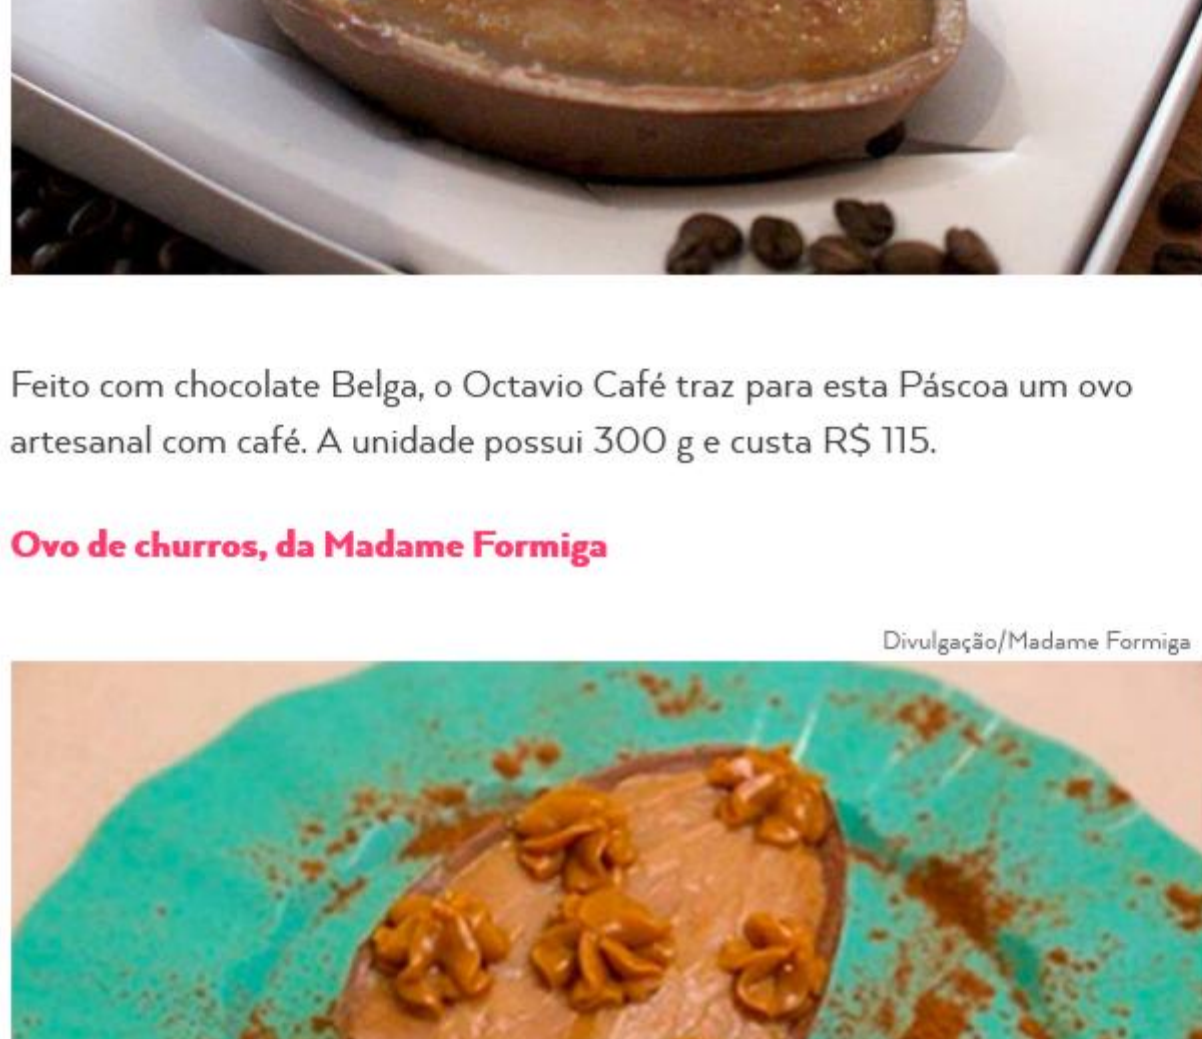 Feito com chocolate Belga, o Octavio Café traz para esta Páscoa um ovo
artesanal com café. A unidade possui 300 g e custa R$ 115.
Ovo de churros, da Madame Formiga
Divulgação/Madame Formiga